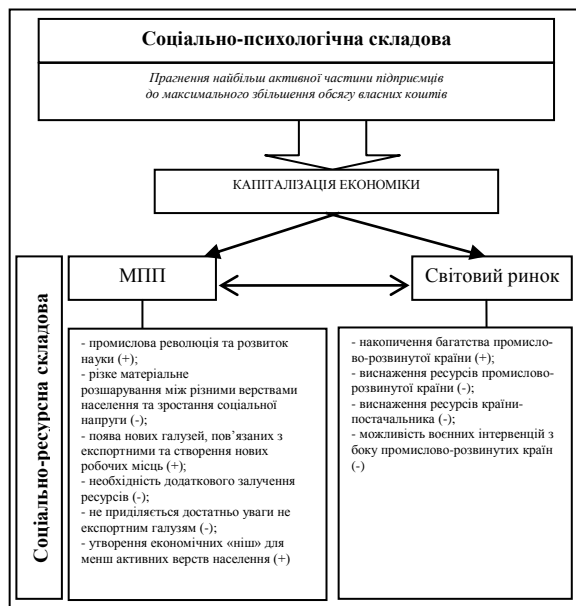 Соціально-психологічна складова
Прагнення найбільш активної частини підприємців
до максимального збільшення обсягу власних коштів
КАПІТАЛІЗАЦІЯ ЕКОНОМІКИ
Соціально-ресурсна складова
МПП
Світовий ринок
- промислова революція та розвиток
науки (+);
- різке матеріальне
розшарування між різними верствами
населення та зростання соціальної
напруги (-);
- поява нових галузей, пов’язаних з
експортними та створення нових
робочих місць (+);
- необхідність додаткового залучення
ресурсів (-);
- не приділяється достатньо уваги не
експортним галузям (-);
- утворення економічних «ніш» для
менш активних верств населення (+)
- накопичення багатства промисло-
во-розвинутої країни (+);
- виснаження ресурсів промислово-
розвинутої країни (-);
- виснаження ресурсів країни-
постачальника (-);
- можливість воєнних інтервенцій з
боку промислово-розвинутих країн
(-)